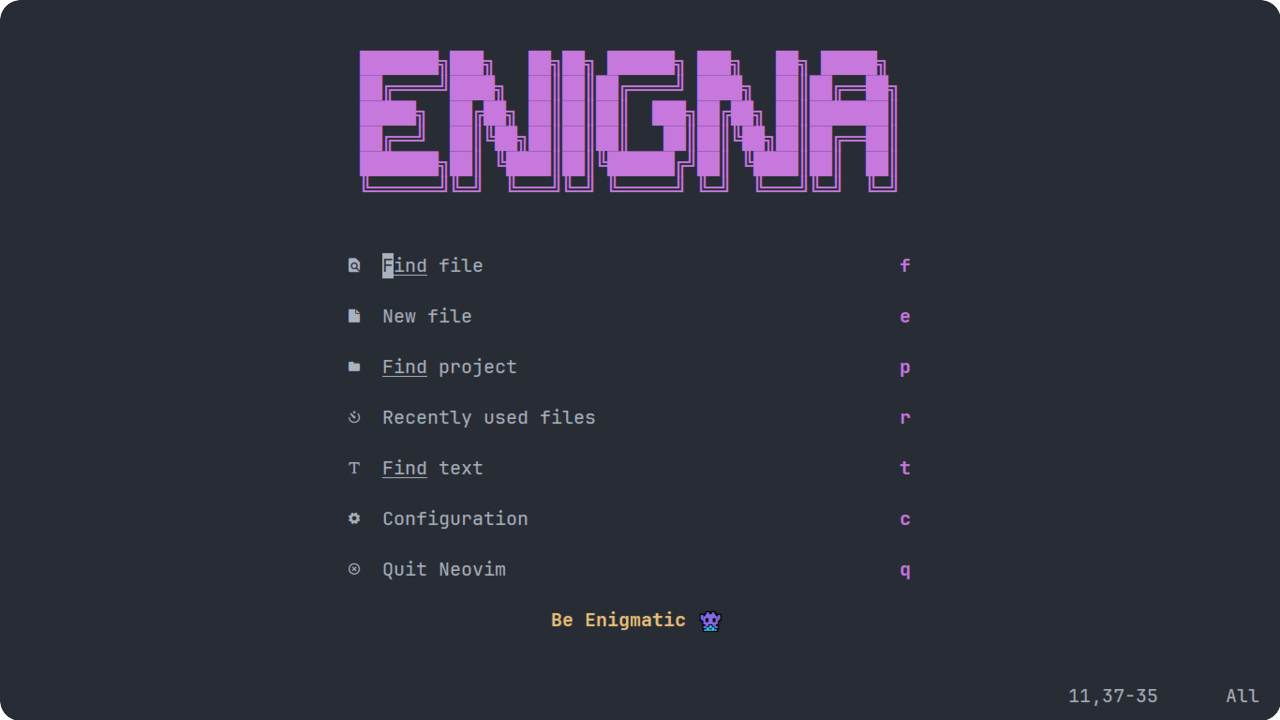 ENIGNA
Find file f
New file e
Find project p
Recently used files r
Find text t
Configuration c
Quit Neovim q
Be Enigmatic
11,37-35 All